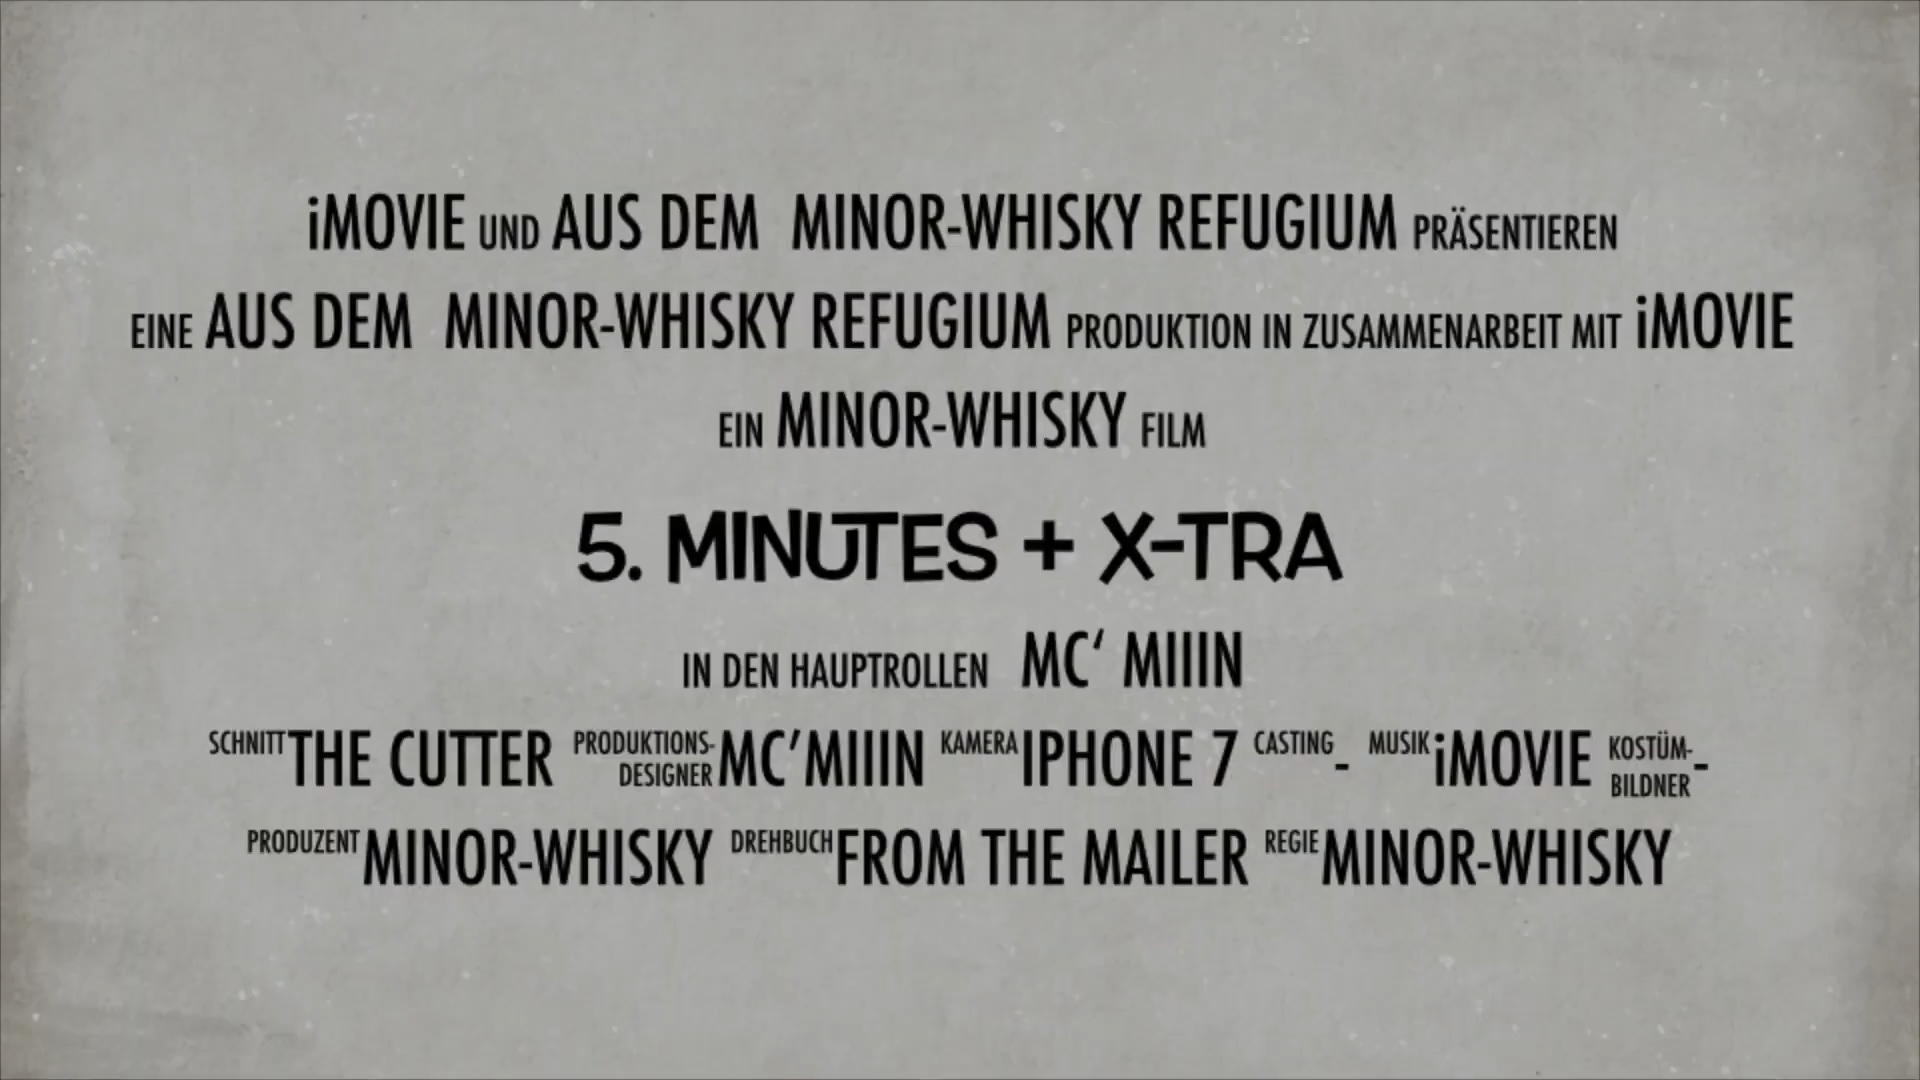 iMOVIE UND AUS DEM MINOR-WHISKY REFUGIUM PRÄSENTIEREN
EINE AUS DEM MINOR-WHISKY REFUGIUM PRODUKTION IN ZUSAMMENARBEIT MIT iMOVIE
EIN MINOR-WHISKY FILM
5. MINUTES + X-TRA
IN DEN HAUPTROLLEN MC‘ MIIIN
SCHNITT THE CUTTER PRODUKTIONS-DESIGNER MC’MIIIN KAMERA IPHONE 7 CASTING - MUSIK iMOVIE KOSTÜM-BILDNER -
PRODUZENT MINOR-WHISKY DREHBUCH FROM THE MAILER REGIE MINOR-WHISKY